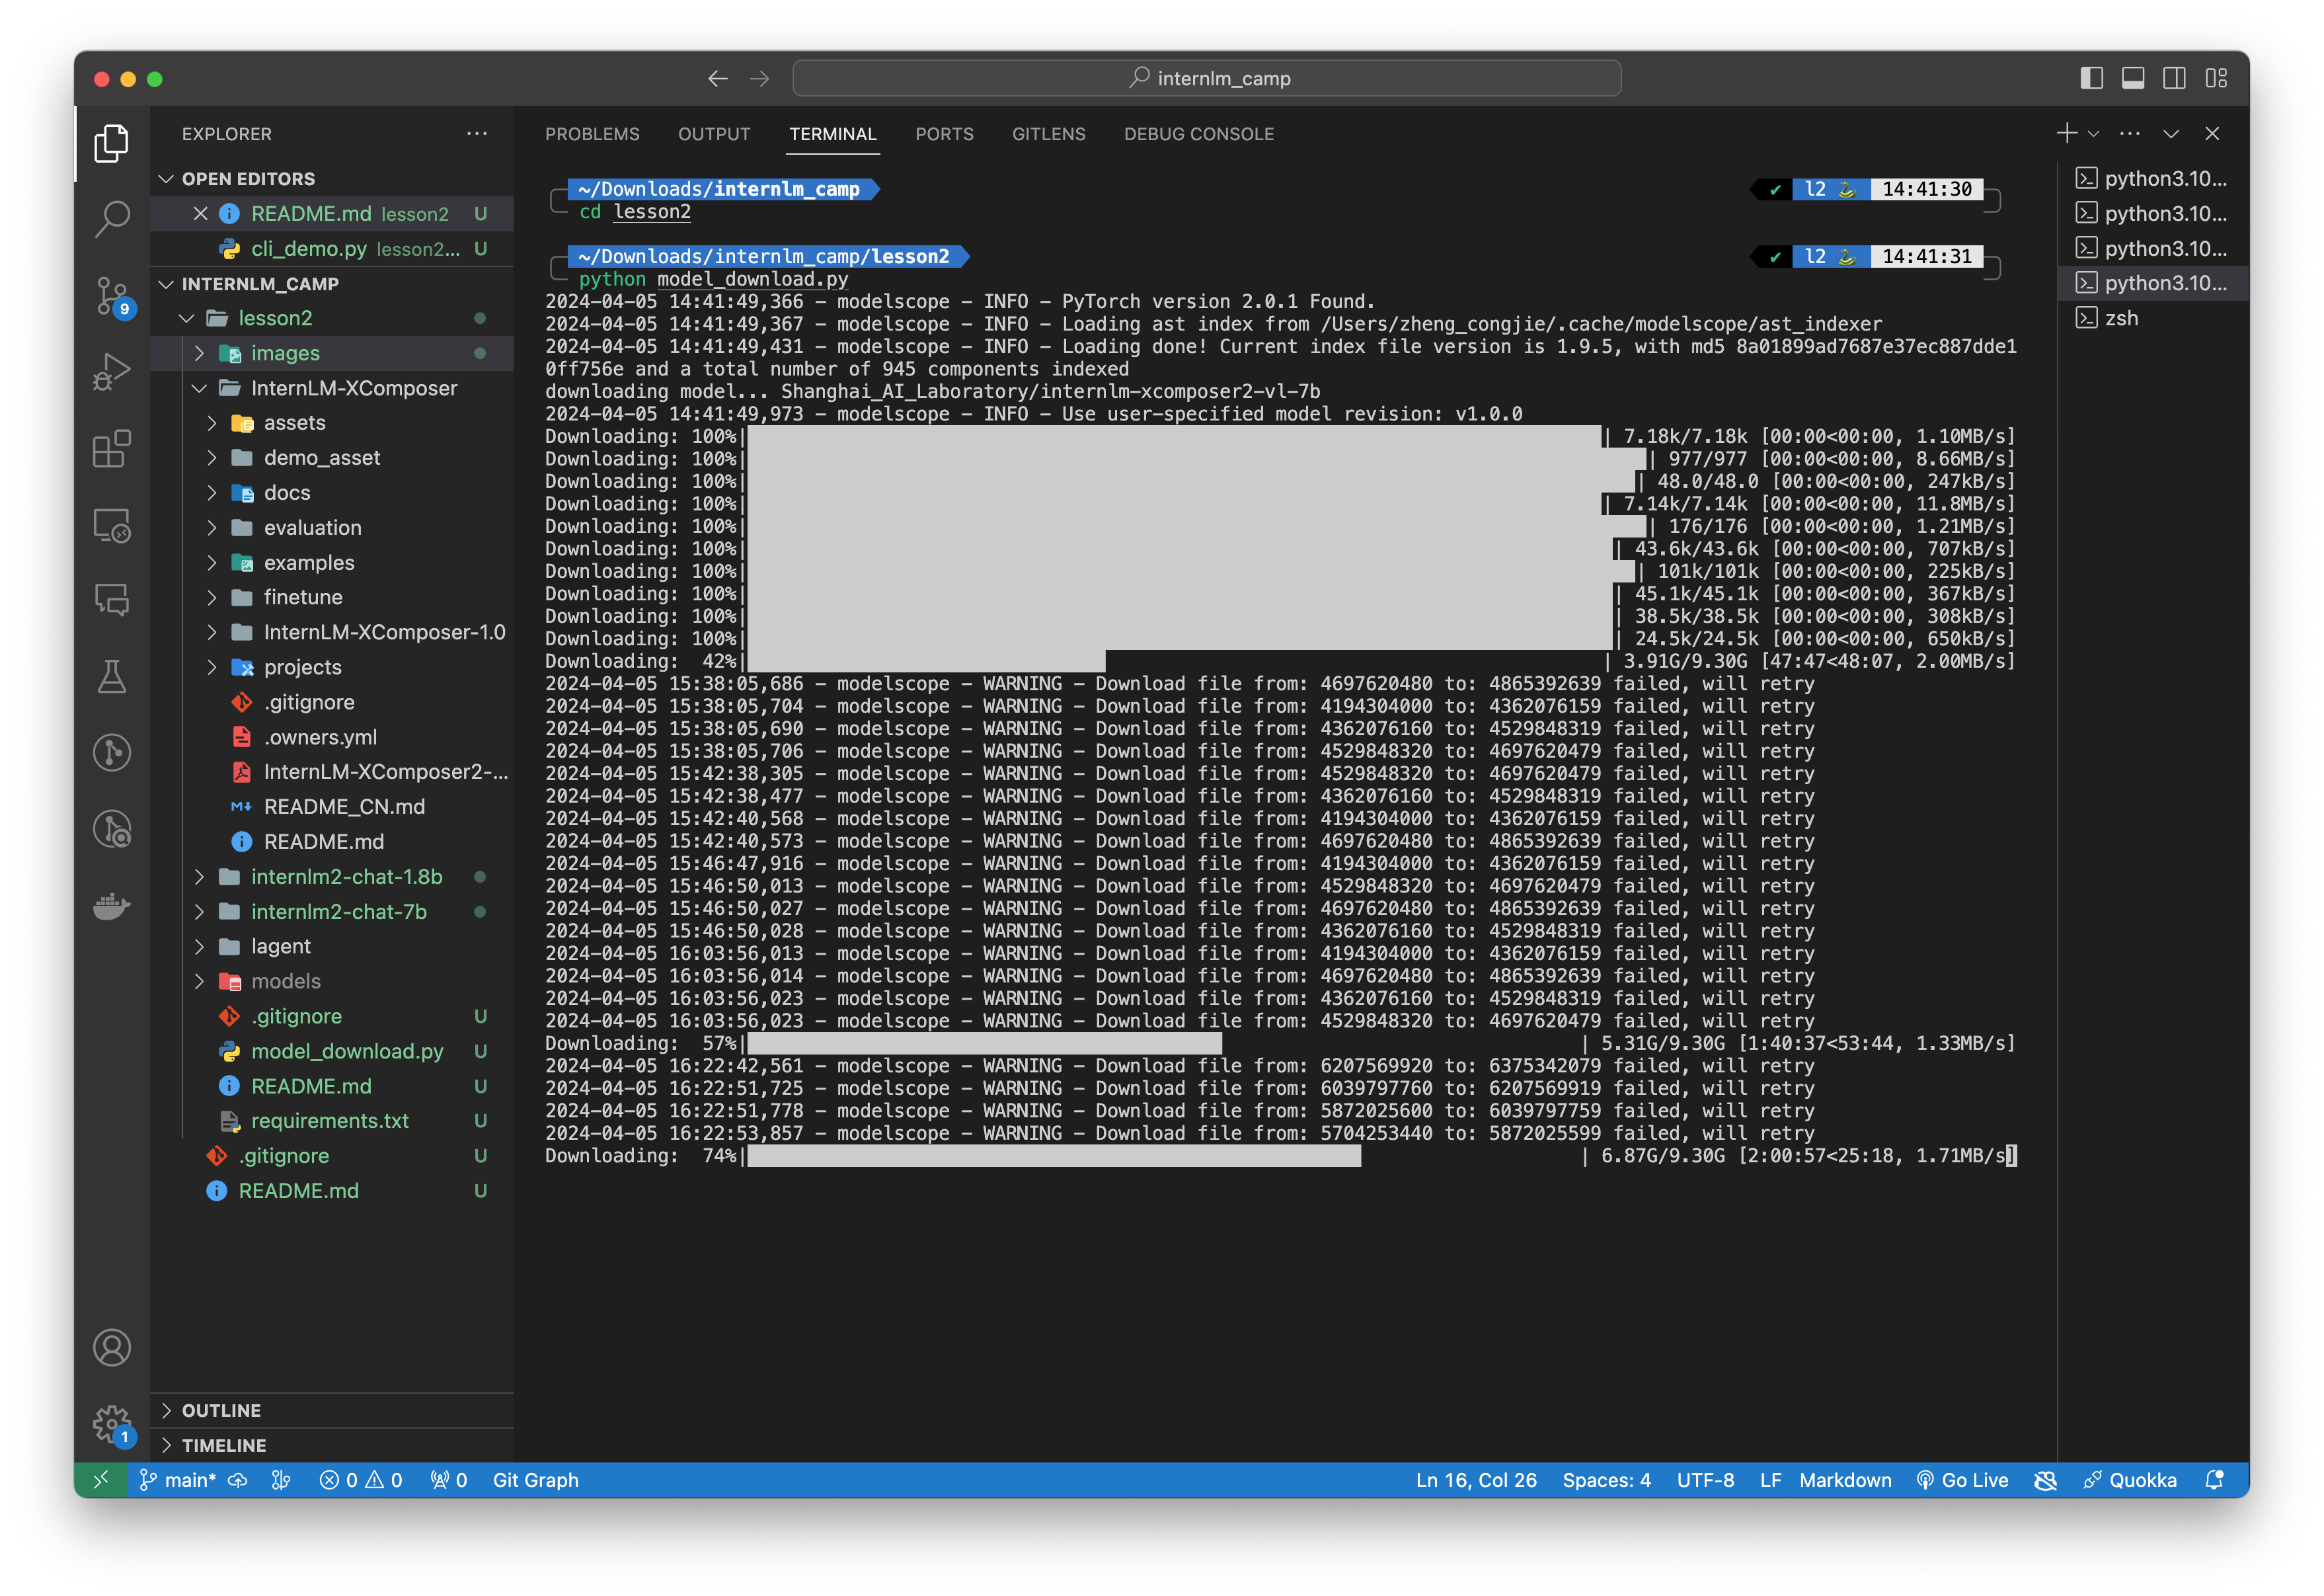 internlm_camp
EXPLORER
OPEN EDITORS
README.md lesson2 U
cli_demo.py lesson2... U
INTERNLM_CAMP
lesson2
images
InternLM-XComposer
assets
demo_asset
docs
evaluation
examples
finetune
InternLM-XComposer-1.0
projects
.gitignore
.owners.yml
InternLM-XComposer2-...
README_CN.md
README.md
internlm2-chat-1.8b
internlm2-chat-7b
lagent
models
.gitignore U
model_download.py U
README.md U
requirements.txt U
.gitignore U
README.md U
OUTLINE
TIMELINE
9
1
PROBLEMS OUTPUT TERMINAL PORTS GITLENS DEBUG CONSOLE
~/Downloads/internlm_camp ✔ l2 🐍 14:41:30
cd lesson2
~/Downloads/internlm_camp/lesson2 ✔ l2 🐍 14:41:31
python model_download.py
2024-04-05 14:41:49,366 - modelscope - INFO - PyTorch version 2.0.1 Found.
2024-04-05 14:41:49,367 - modelscope - INFO - Loading ast index from /Users/zheng_congjie/.cache/modelscope/ast_indexer
2024-04-05 14:41:49,431 - modelscope - INFO - Loading done! Current index file version is 1.9.5, with md5 8a01899ad7687e37ec887dde1
0ff756e and a total number of 945 components indexed
downloading model... Shanghai_AI_Laboratory/internlm-xcomposer2-vl-7b
2024-04-05 14:41:49,973 - modelscope - INFO - Use user-specified model revision: v1.0.0
Downloading: 100%| | 7.18k/7.18k [00:00<00:00, 1.10MB/s]
Downloading: 100%| | 977/977 [00:00<00:00, 8.66MB/s]
Downloading: 100%| | 48.0/48.0 [00:00<00:00, 247kB/s]
Downloading: 100%| | 7.14k/7.14k [00:00<00:00, 11.8MB/s]
Downloading: 100%| | 176/176 [00:00<00:00, 1.21MB/s]
Downloading: 100%| | 43.6k/43.6k [00:00<00:00, 707kB/s]
Downloading: 100%| | 101k/101k [00:00<00:00, 225kB/s]
Downloading: 100%| | 45.1k/45.1k [00:00<00:00, 367kB/s]
Downloading: 100%| | 38.5k/38.5k [00:00<00:00, 308kB/s]
Downloading: 100%| | 24.5k/24.5k [00:00<00:00, 650kB/s]
Downloading: 42%| | 3.91G/9.30G [47:47<48:07, 2.00MB/s]
2024-04-05 15:38:05,686 - modelscope - WARNING - Download file from: 4697620480 to: 4865392639 failed, will retry
2024-04-05 15:38:05,704 - modelscope - WARNING - Download file from: 4194304000 to: 4362076159 failed, will retry
2024-04-05 15:38:05,690 - modelscope - WARNING - Download file from: 4362076160 to: 4529848319 failed, will retry
2024-04-05 15:38:05,706 - modelscope - WARNING - Download file from: 4529848320 to: 4697620479 failed, will retry
2024-04-05 15:42:38,305 - modelscope - WARNING - Download file from: 4529848320 to: 4697620479 failed, will retry
2024-04-05 15:42:38,477 - modelscope - WARNING - Download file from: 4362076160 to: 4529848319 failed, will retry
2024-04-05 15:42:40,568 - modelscope - WARNING - Download file from: 4194304000 to: 4362076159 failed, will retry
2024-04-05 15:42:40,573 - modelscope - WARNING - Download file from: 4697620480 to: 4865392639 failed, will retry
2024-04-05 15:46:47,916 - modelscope - WARNING - Download file from: 4194304000 to: 4362076159 failed, will retry
2024-04-05 15:46:50,013 - modelscope - WARNING - Download file from: 4529848320 to: 4697620479 failed, will retry
2024-04-05 15:46:50,027 - modelscope - WARNING - Download file from: 4697620480 to: 4865392639 failed, will retry
2024-04-05 15:46:50,028 - modelscope - WARNING - Download file from: 4362076160 to: 4529848319 failed, will retry
2024-04-05 16:03:56,013 - modelscope - WARNING - Download file from: 4194304000 to: 4362076159 failed, will retry
2024-04-05 16:03:56,014 - modelscope - WARNING - Download file from: 4697620480 to: 4865392639 failed, will retry
2024-04-05 16:03:56,023 - modelscope - WARNING - Download file from: 4362076160 to: 4529848319 failed, will retry
2024-04-05 16:03:56,023 - modelscope - WARNING - Download file from: 4529848320 to: 4697620479 failed, will retry
Downloading: 57%| | 5.31G/9.30G [1:40:37<53:44, 1.33MB/s]
2024-04-05 16:22:42,561 - modelscope - WARNING - Download file from: 6207569920 to: 6375342079 failed, will retry
2024-04-05 16:22:51,725 - modelscope - WARNING - Download file from: 6039797760 to: 6207569919 failed, will retry
2024-04-05 16:22:51,778 - modelscope - WARNING - Download file from: 5872025600 to: 6039797759 failed, will retry
2024-04-05 16:22:53,857 - modelscope - WARNING - Download file from: 5704253440 to: 5872025599 failed, will retry
Downloading: 74%| | 6.87G/9.30G [2:00:57<25:18, 1.71MB/s]
python3.10...
python3.10...
python3.10...
python3.10...
zsh
main* 0 0 0 Git Graph Ln 16, Col 26 Spaces: 4 UTF-8 LF Markdown Go Live Quokka